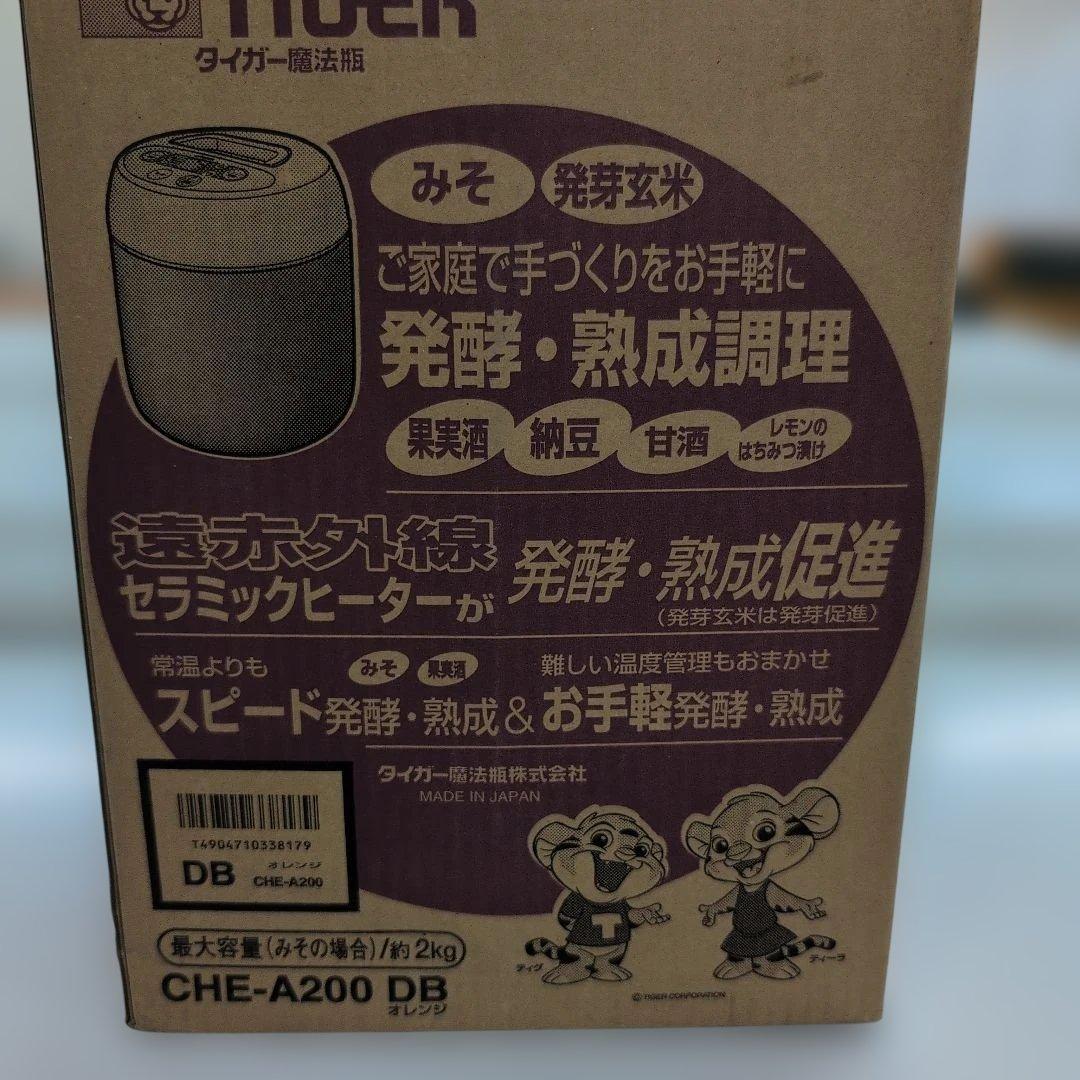 TIGER
タイガー魔法瓶
みそ 発芽玄米
ご家庭で手づくりをお手軽に
発酵・熟成調理
果実酒 納豆 甘酒 レモンの
はちみつ漬け
遠赤外線
セラミックヒーターが
発酵・熟成促進
(発芽玄米は発芽促進)
常温よりも みそ 果実酒
スピード発酵・熟成&
難しい温度管理もおまかせ
お手軽発酵・熟成
タイガー魔法瓶株式会社
MADE IN JAPAN
T4904710338179
オレンジ
DB CHE-A200
T
ティグ
ティーラ
最大容量(みその場合)/約2kg
CHE-A200 DB
オレンジ
© TIGER CORPORATION